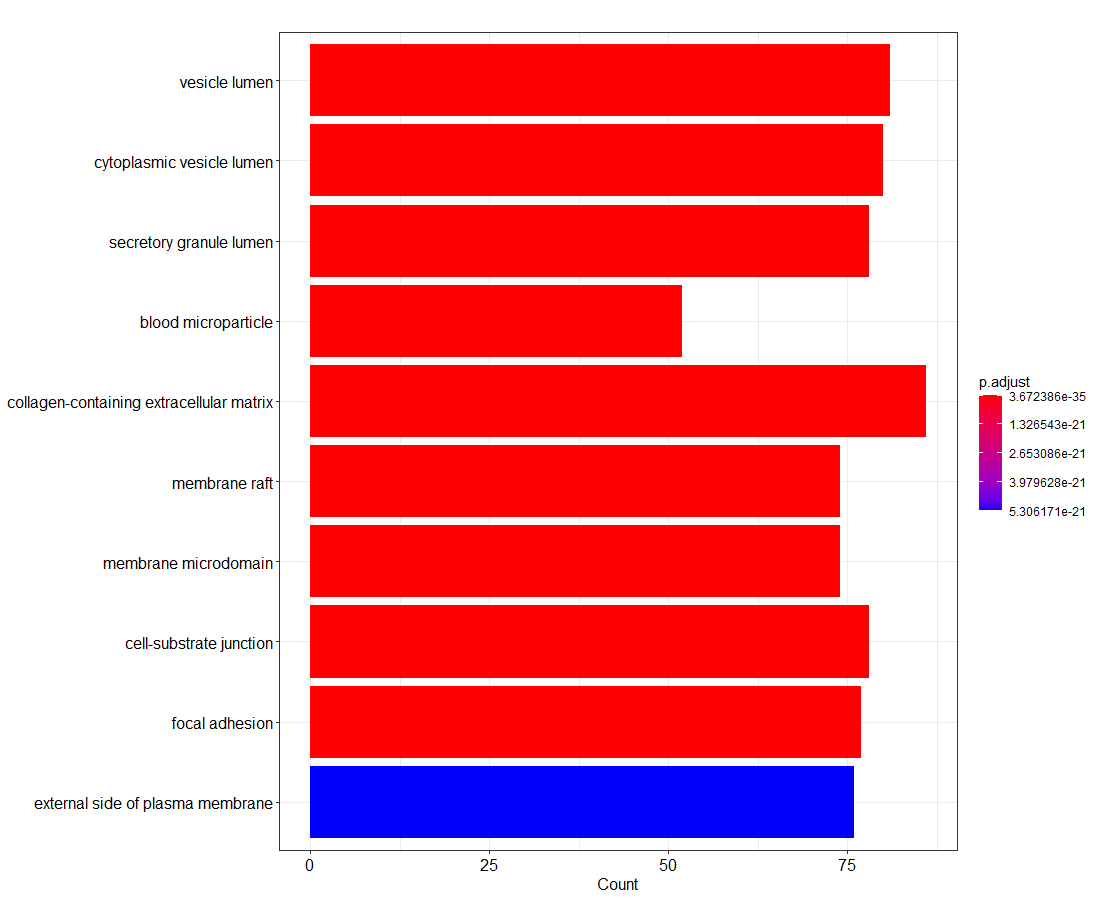 vesicle lumen
cytoplasmic vesicle lumen
secretory granule lumen
blood microparticle
collagen-containing extracellular matrix
membrane raft
membrane microdomain
cell-substrate junction
focal adhesion
external side of plasma membrane
0 25 50 75
Count
p.adjust
3.672386e-35
1.326543e-21
2.653086e-21
3.979628e-21
5.306171e-21